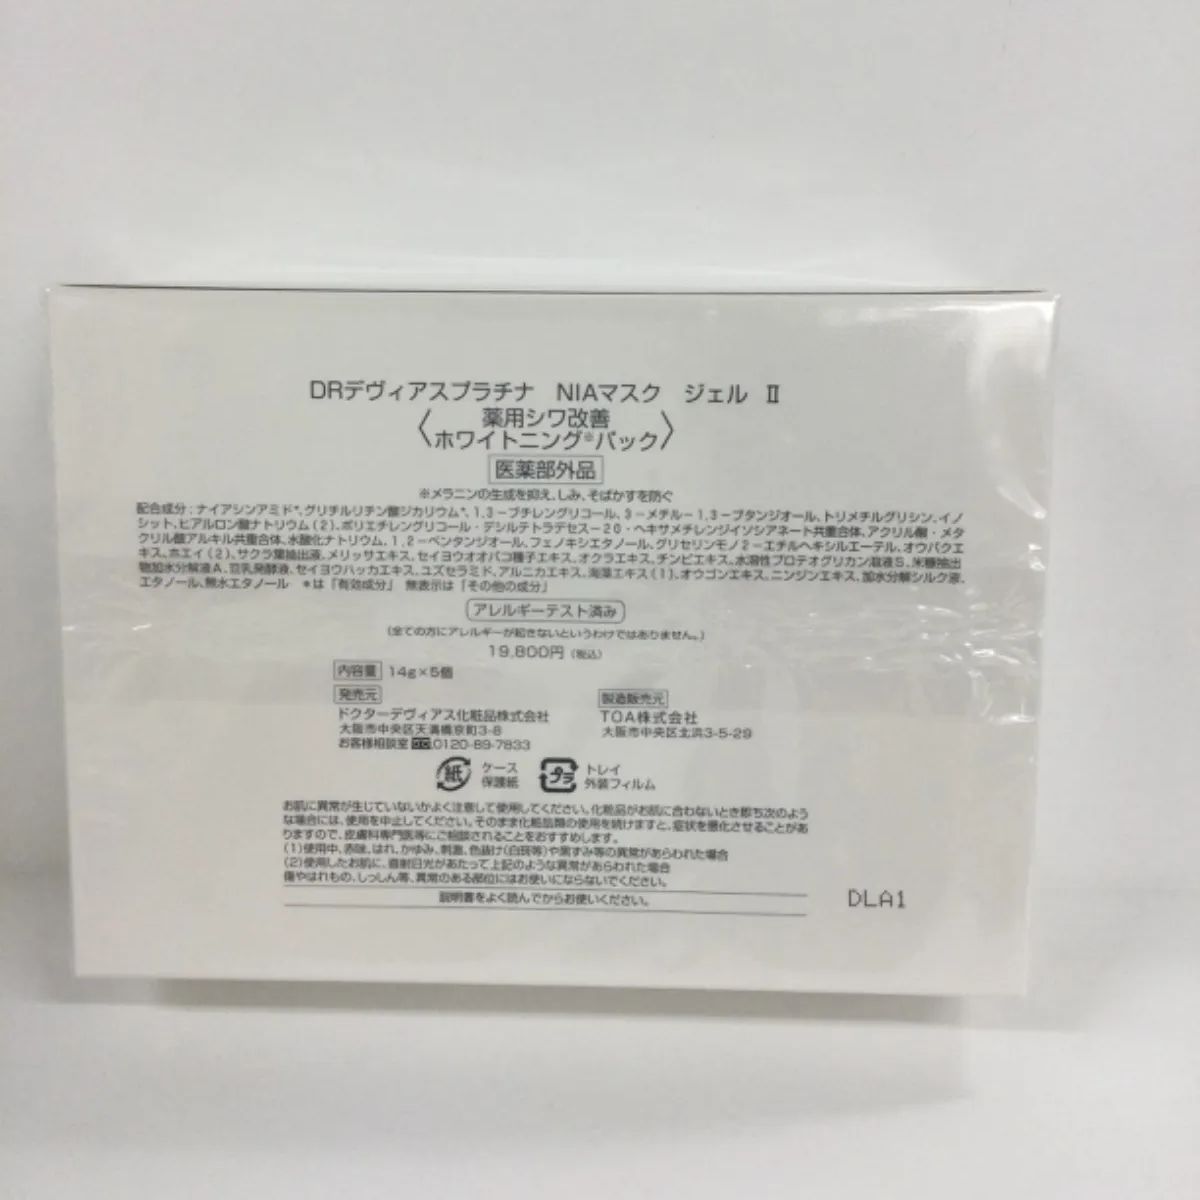 DRデヴィアスプラチナ NIAマスク ジェル Ⅱ
〈薬用シワ改善
ホワイトニング※パック〉
医薬部外品
※メラニンの生成を抑え、しみ、そばかすを防ぐ
配合成分:ナイアシンアミド*、グリチルリチン酸ジカリウム*、1,3-ブチレングリコール、3-メチル-1,3-ブタンジオール、トリメチルグリシン、イノ
シット、ヒアルロン酸ナトリウム(2)、ポリエチレングリコール・デシルテトラデセス-20・ヘキサメチレンジイソシアネート共重合体、アクリル酸・メタ
クリル酸アルキル共重合体、水酸化ナトリウム、1,2-ペンタンジオール、フェノキシエタノール、グリセリンモノ2-エチルヘキシルエーテル、オウバクエ
キス、ホエイ(2)、サクラ葉抽出液、メリッサエキス、セイヨウオオバコ種子エキス、オクラエキス、チンピエキス、水溶性プロテオグリカン溶液S、米糠抽出
物加水分解液A、豆乳発酵液、セイヨウハッカエキス、ユズセラミド、アルニカエキス、海藻エキス(1)、オウゴンエキス、ニンジンエキス、加水分解シルク液、
エタノール、無水エタノール *は「有効成分」 無表示は「その他の成分」
アレルギーテスト済み
(全ての方にアレルギーが起きないというわけではありません。)
19,800円(税込)
内容量 14g×5個
発売元
ドクターデヴィアス化粧品株式会社
大阪市中央区天満橋京町3-8
お客様相談室 0120-89-7833
製造販売元
TOA株式会社
大阪市中央区北浜3-5-29
紙 ケース
保護紙
プラ トレイ
外装フィルム
お肌に異常が生じていないかよく注意して使用してください。化粧品がお肌に合わないとき即ち次のよう
な場合には、使用を中止してください。そのまま化粧品類の使用を続けますと、症状を悪化させることがあ
りますので、皮膚科専門医等にご相談されることをおすすめします。
(1)使用中、赤味、はれ、かゆみ、刺激、色抜け(白斑等)や黒ずみ等の異常があらわれた場合
(2)使用したお肌に、直射日光があたって上記のような異常があらわれた場合
傷やはれもの、しっしん等、異常のある部位にはお使いにならないでください。
説明書をよく読んでからお使いください。
DLA1